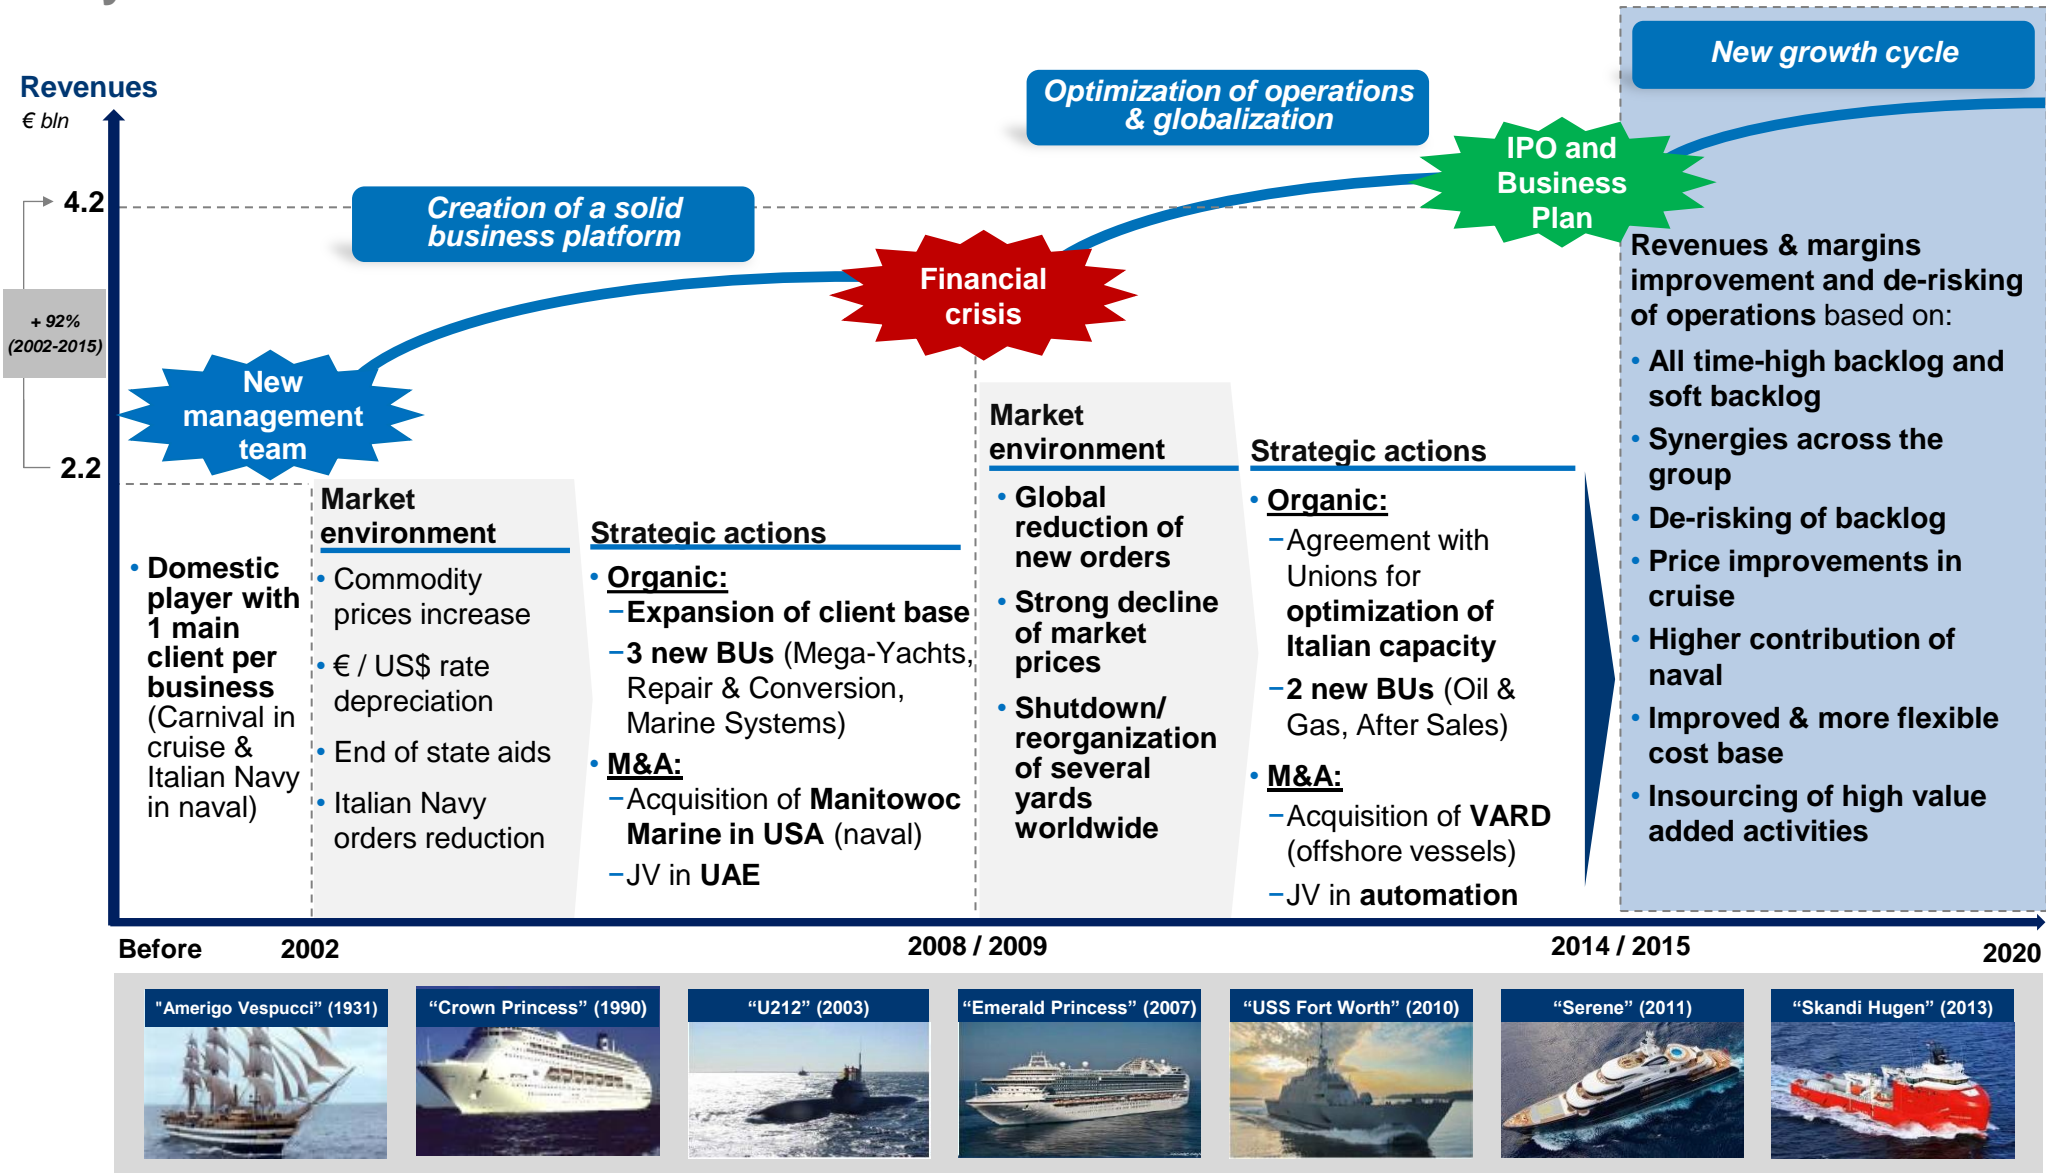 Revenues
€ bln
4.2
+ 92%
(2002-2015)
2.2
New
management
team
Creation of a solid
business platform
Financial
crisis
Optimization of operations
& globalization
IPO and
Business
Plan
New growth cycle
• Domestic
player with
1 main
client per
business
(Carnival in
cruise &
Italian Navy
in naval)
Market
environment
• Commodity
prices increase
• € / US$ rate
depreciation
• End of state aids
• Italian Navy
orders reduction
Strategic actions
• Organic:
−Expansion of client base
−3 new BUs (Mega-Yachts,
Repair & Conversion,
Marine Systems)
• M&A:
−Acquisition of Manitowoc
Marine in USA (naval)
−JV in UAE
Market
environment
• Global
reduction of
new orders
• Strong decline
of market
prices
• Shutdown/
reorganization
of several
yards
worldwide
Strategic actions
• Organic:
−Agreement with
Unions for
optimization of
Italian capacity
−2 new BUs (Oil &
Gas, After Sales)
• M&A:
−Acquisition of VARD
(offshore vessels)
−JV in automation
Revenues & margins
improvement and de-risking
of operations based on:
• All time-high backlog and
soft backlog
• Synergies across the
group
• De-risking of backlog
• Price improvements in
cruise
• Higher contribution of
naval
• Improved & more flexible
cost base
• Insourcing of high value
added activities
Before
2002
2008 / 2009
2014 / 2015
2020
"Amerigo Vespucci” (1931)
“Crown Princess” (1990)
“U212” (2003)
“Emerald Princess” (2007)
“USS Fort Worth” (2010)
“Serene” (2011)
“Skandi Hugen” (2013)